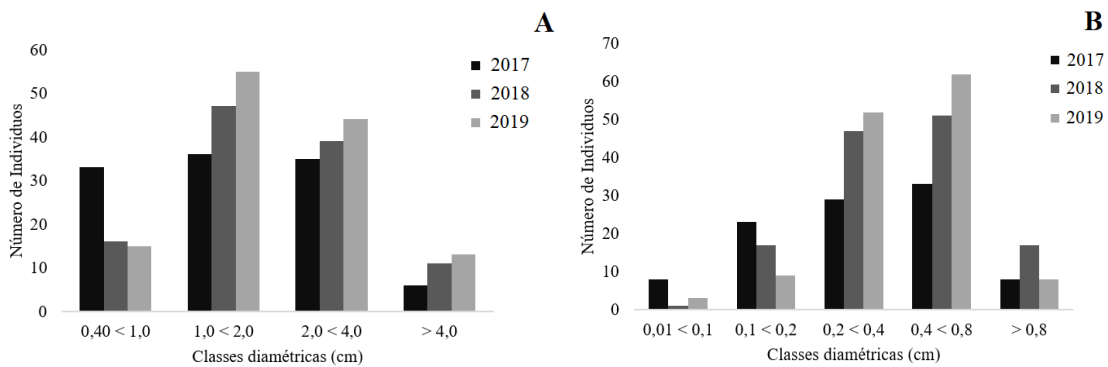 A
60
50
40
30
20
10
0
Número de Individuos
2017
2018
2019
0,40 < 1,0
1,0 < 2,0
2,0 < 4,0
> 4,0
Classes diamétricas (cm)
B
70
60
50
40
30
20
10
0
Número de Individuos
2017
2018
2019
0,01 < 0,1
0,1 < 0,2
0,2 < 0,4
0,4 < 0,8
> 0,8
Classes diamétricas (cm)